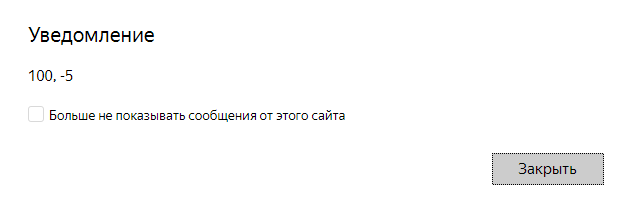 Уведомление
100, -5
Больше не показывать сообщения от этого сайта
Закрыть